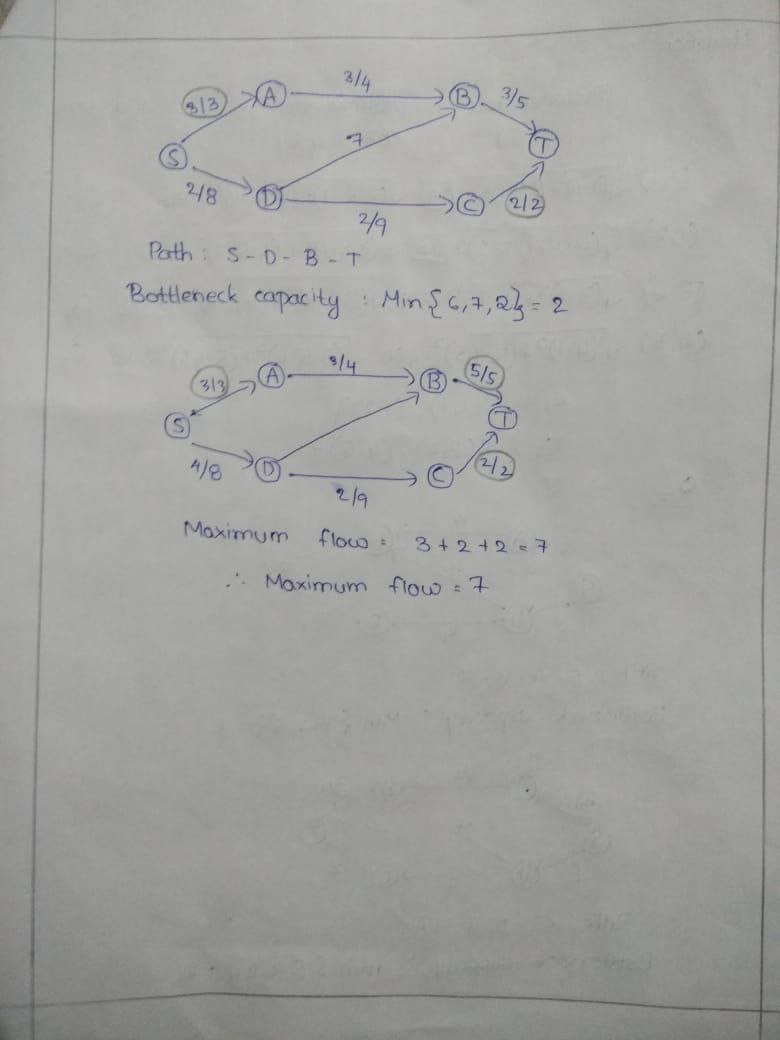 3/4
A B 3/5
3/3
7 T
S
2/8 D C 2/2
2/9
Path : S - D - B - T
Bottleneck capacity : Min {6,7,2} = 2
3/4
A B 5/5
3/3
S T
4/8 D C 2/2
2/9
Maximum flow = 3 + 2 + 2 = 7
∴ Maximum flow = 7